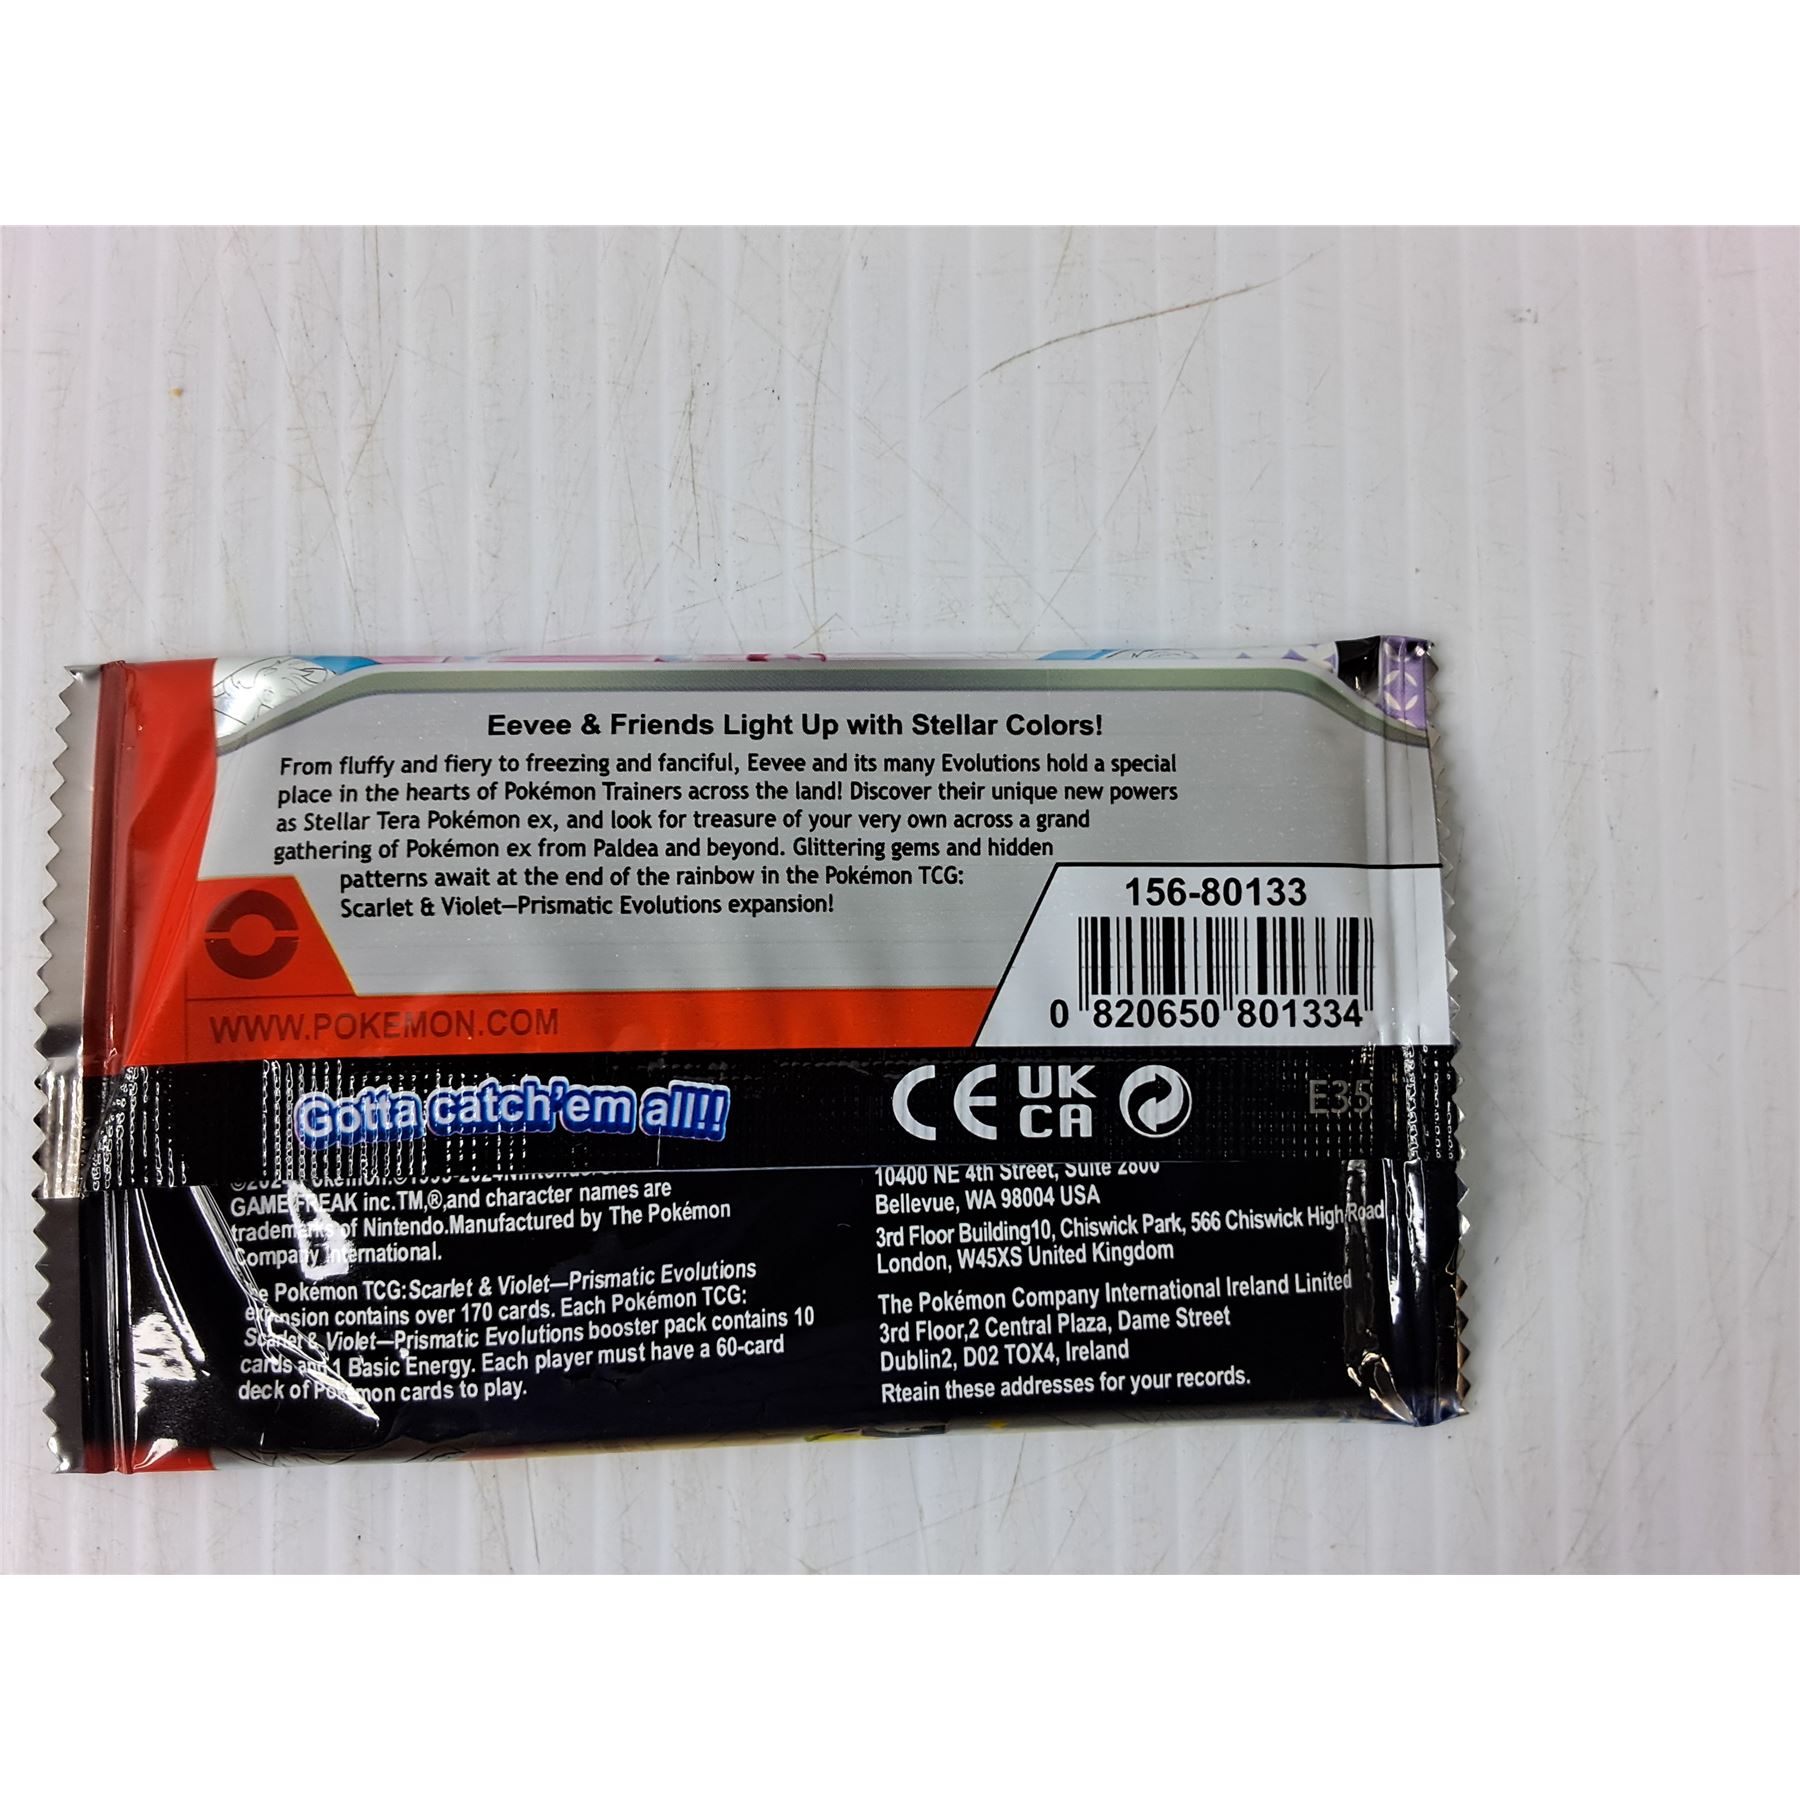 Eevee & Friends Light Up with Stellar Colors!
From fluffy and fiery to freezing and fanciful, Eevee and its many Evolutions hold a special
place in the hearts of Pokémon Trainers across the land! Discover their unique new powers
as Stellar Tera Pokémon ex, and look for treasure of your very own across a grand
gathering of Pokémon ex from Paldea and beyond. Glittering gems and hidden
patterns await at the end of the rainbow in the Pokémon TCG:
Scarlet & Violet—Prismatic Evolutions expansion!
156-80133
0 820650 801334
WWW.POKEMON.COM
Gotta catch'em all!!
CE UK CA
E35
GAME FREAK inc.TM,®,and character names are
trademarks of Nintendo.Manufactured by The Pokémon
Company International.
Pokémon TCG:Scarlet & Violet—Prismatic Evolutions
expansion contains over 170 cards. Each Pokémon TCG:
Scarlet & Violet—Prismatic Evolutions booster pack contains 10
cards and 1 Basic Energy. Each player must have a 60-card
deck of Pokémon cards to play.
10400 NE 4th Street, Suite 2800
Bellevue, WA 98004 USA
3rd Floor Building10, Chiswick Park, 566 Chiswick High Road
London, W45XS United Kingdom
The Pokémon Company International Ireland Linited
3rd Floor,2 Central Plaza, Dame Street
Dublin2, D02 TOX4, Ireland
Rteain these addresses for your records.